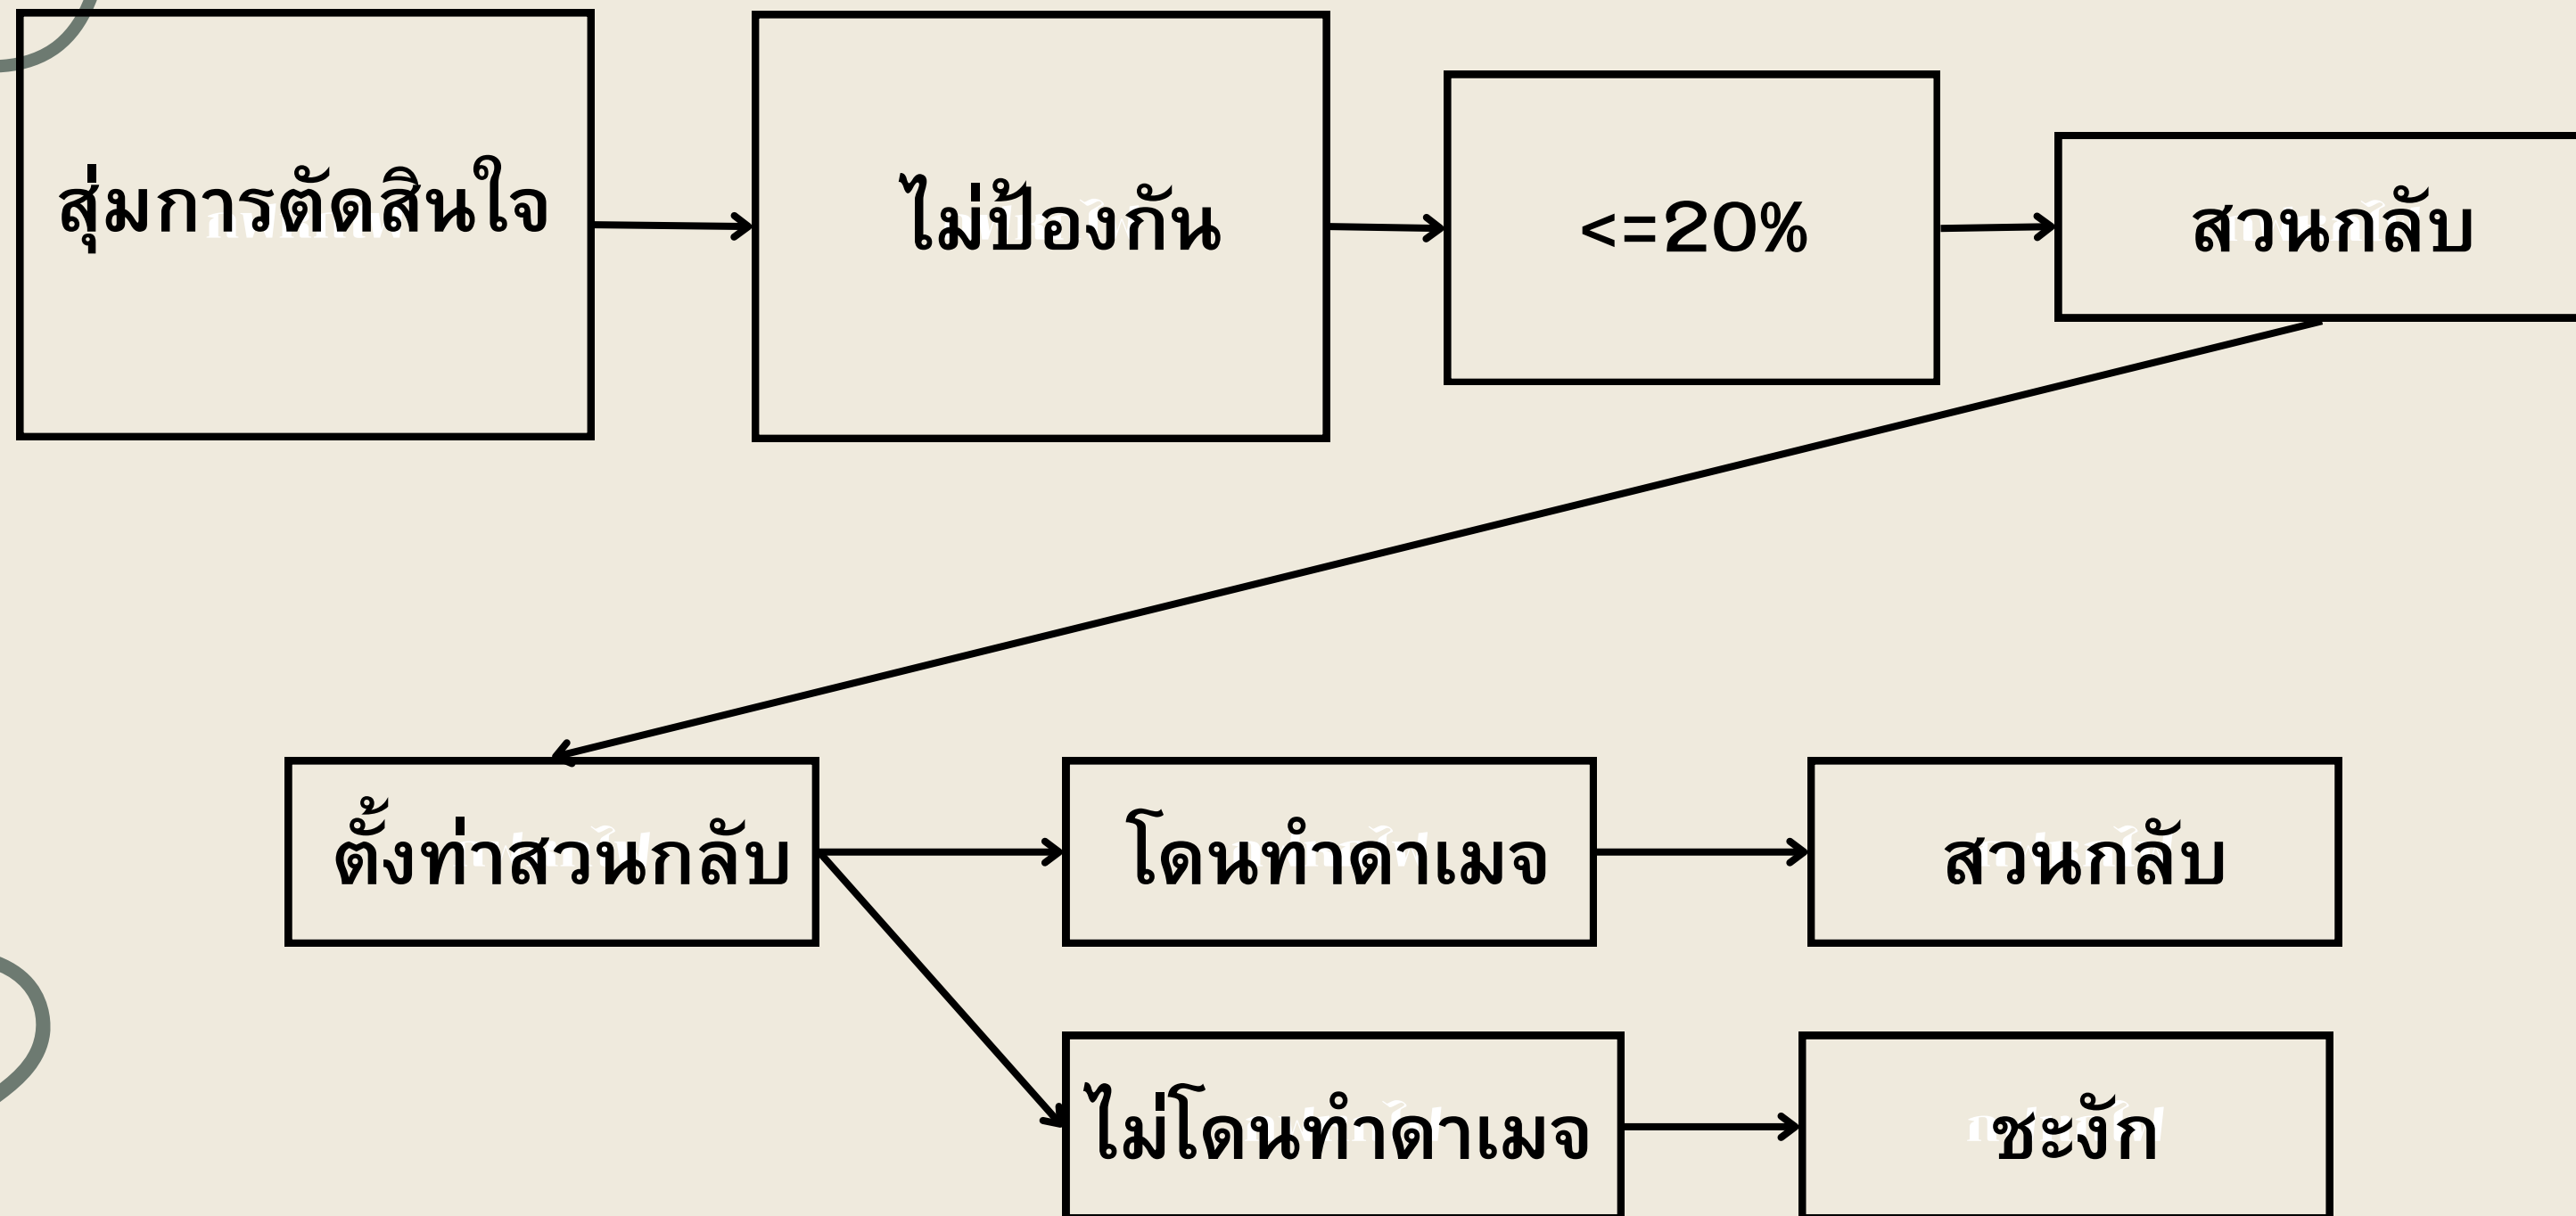 สุ่มการตัดสินใจ
ไม่ป้องกัน
<=20%
สวนกลับ
ตั้งท่าสวนกลับ
โดนทำดาเมจ
สวนกลับ
ไม่โดนทำดาเมจ
ชะงัก